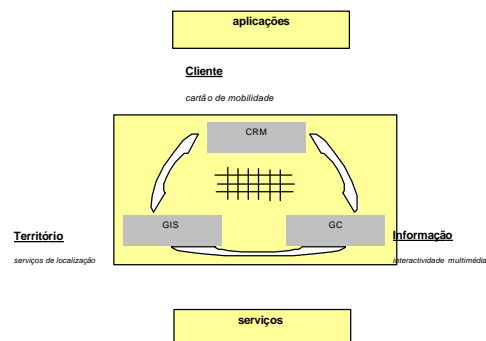 aplicações
Cliente
cartão de mobilidade
CRM
GIS
GC
Território
Informação
serviços de localização
interactividade multimédia
serviços